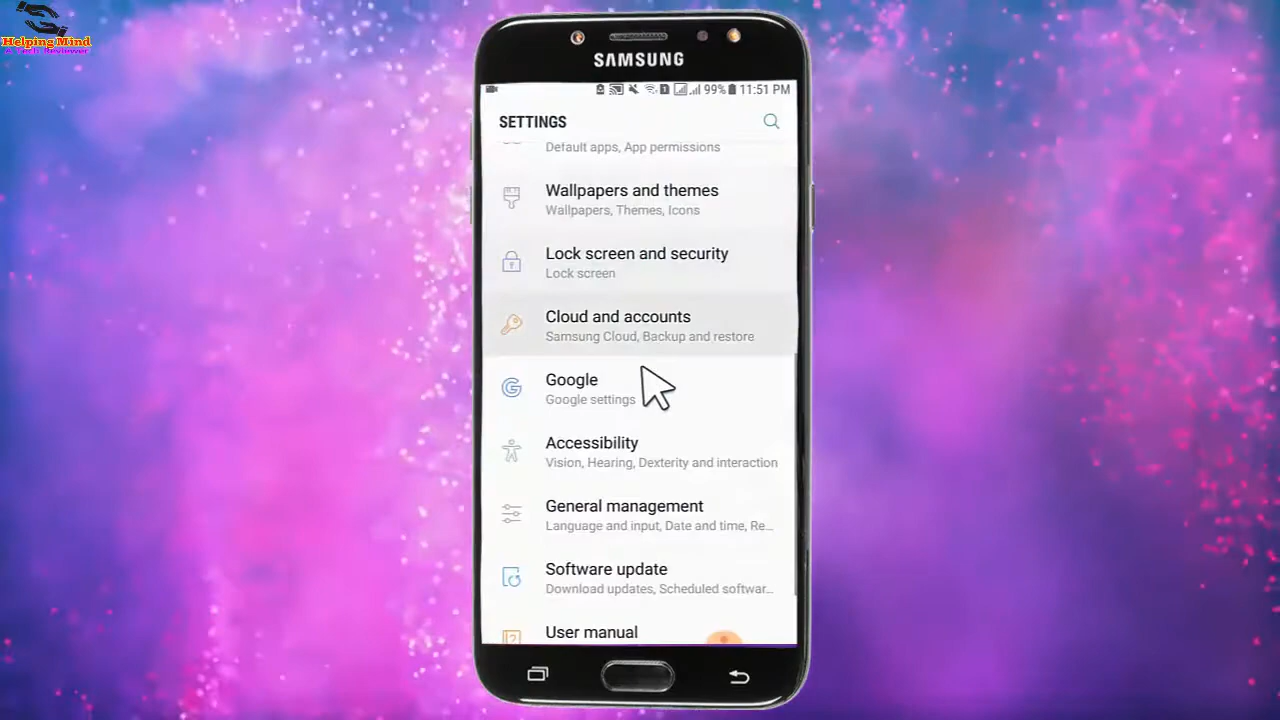 Helping Mind
A Tech Reviewer
SAMSUNG
99% 11:51 PM
SETTINGS
Default apps, App permissions
Wallpapers and themes
Wallpapers, Themes, Icons
Lock screen and security
Lock screen
Cloud and accounts
Samsung Cloud, Backup and restore
Google
Google settings
Accessibility
Vision, Hearing, Dexterity and interaction
General management
Language and input, Date and time, Re...
Software update
Download updates, Scheduled softwar...
User manual